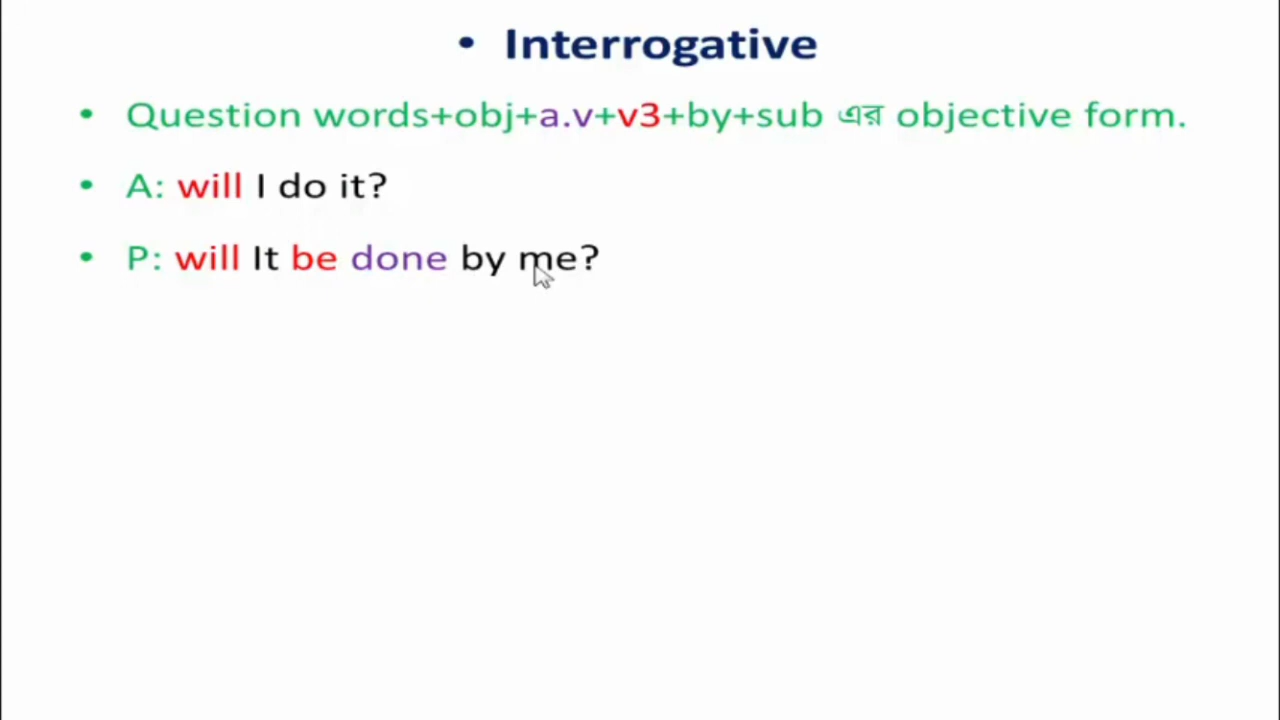 • Interrogative
• Question words+obj+a.v+v3+by+sub এর objective form.
• A: will I do it?
• P: will It be done by me?